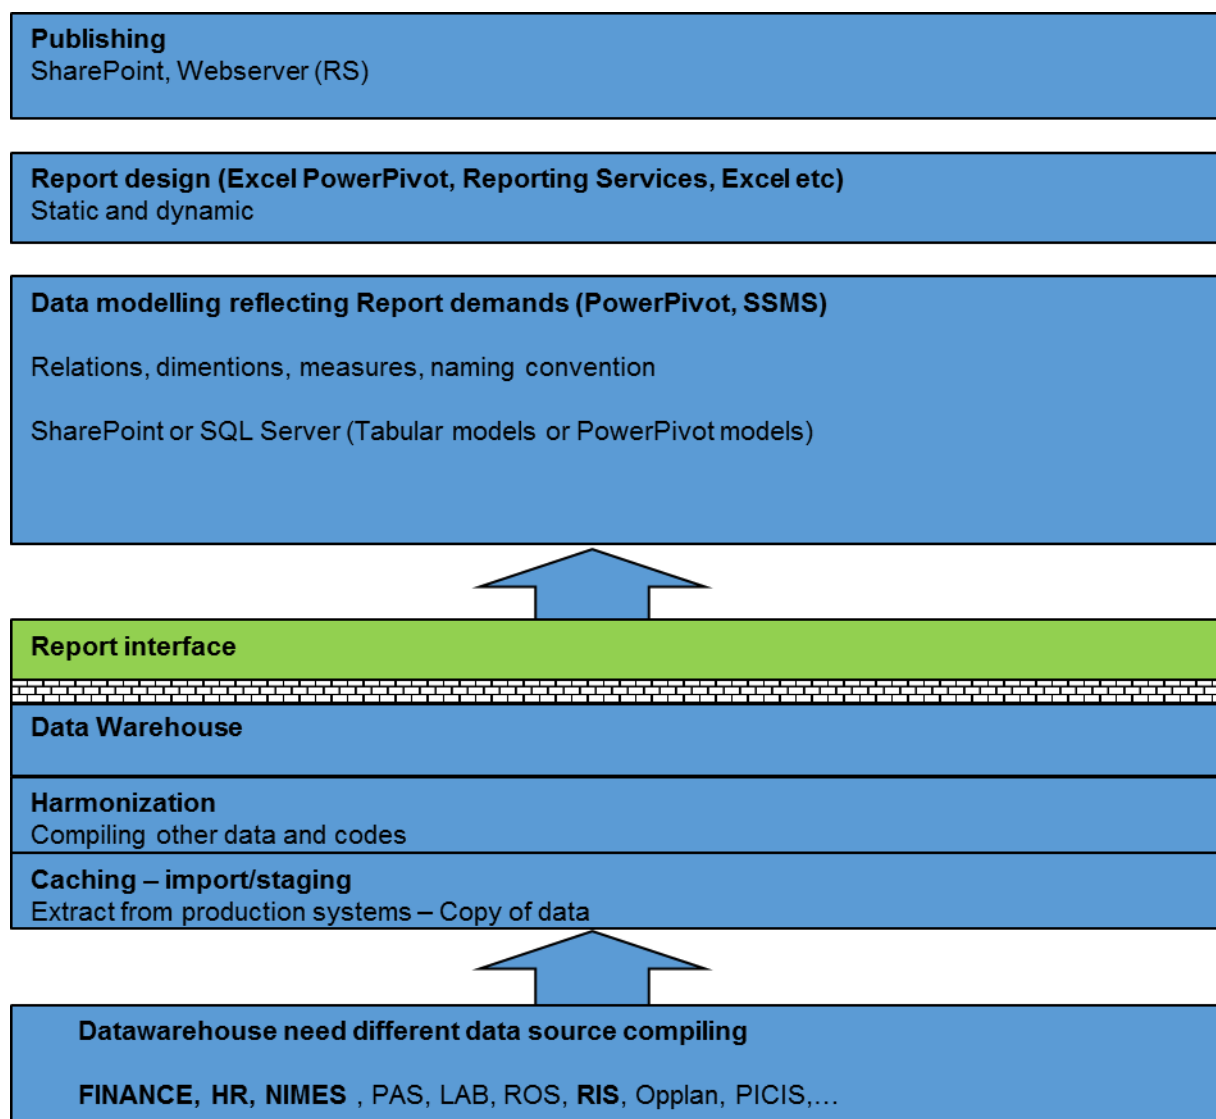 Publishing
SharePoint, Webserver (RS)
Report design (Excel PowerPivot, Reporting Services, Excel etc)
Static and dynamic
Data modelling reflecting Report demands (PowerPivot, SSMS)
Relations, dimentions, measures, naming convention
SharePoint or SQL Server (Tabular models or PowerPivot models)
Report interface
Data Warehouse
Harmonization
Compiling other data and codes
Caching – import/staging
Extract from production systems – Copy of data
Datawarehouse need different data source compiling
FINANCE, HR, NIMES , PAS, LAB, ROS, RIS, Opplan, PICIS,…